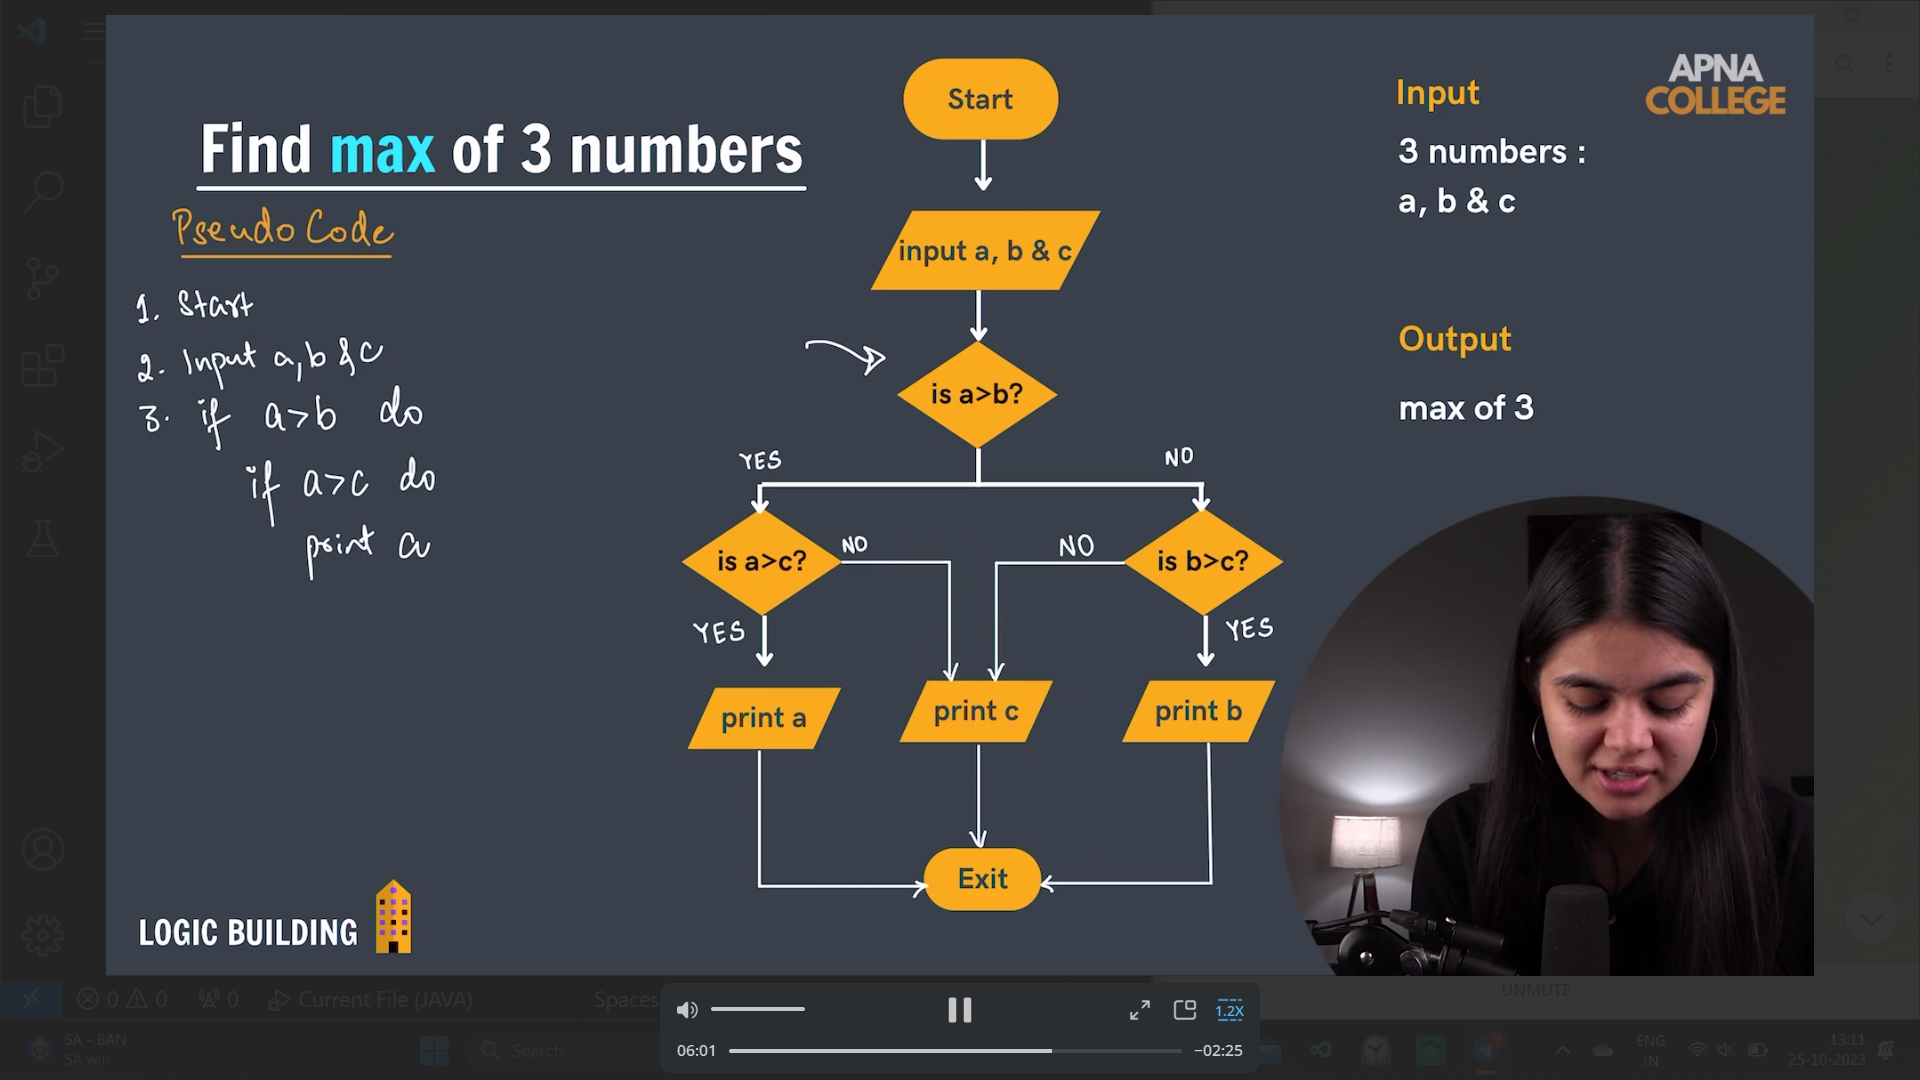 Find max of 3 numbers
Pseudo Code
1. Start
2. Input a, b & c
3. if a>b do
if a>c do
print a
Start
input a, b & c
is a>b?
YES
NO
is a>c?
NO
NO
is b>c?
YES
YES
print a
print c
print b
Exit
Input
3 numbers :
a, b & c
Output
max of 3
APNA
COLLEGE
LOGIC BUILDING
0 0 0 Current File (JAVA) Spaces
UNMUTE
1.2X
06:01 -02:25
SA - BAN
SA win
Search
ENG
IN
13:11
25-10-2023